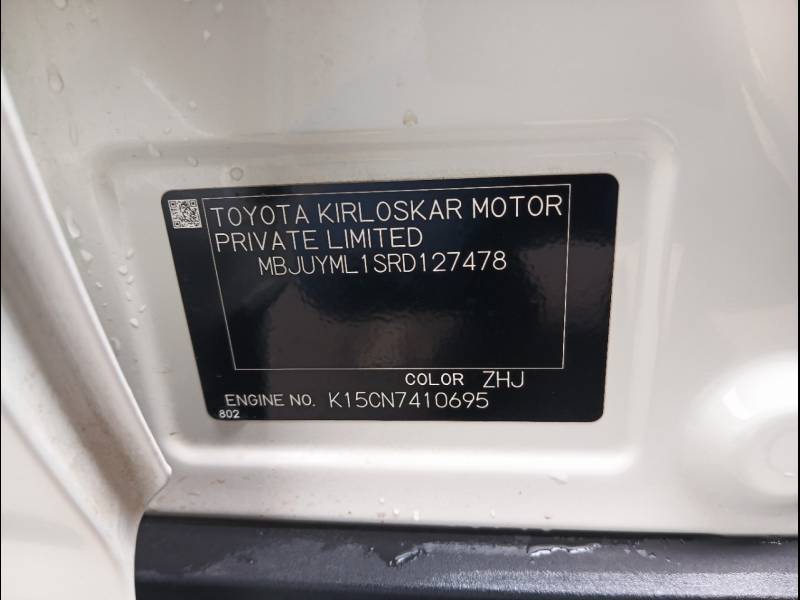 TOYOTA KIRLOSKAR MOTOR
PRIVATE LIMITED
MBJUYML1SRD127478
COLOR ZHJ
ENGINE NO. K15CN7410695
802